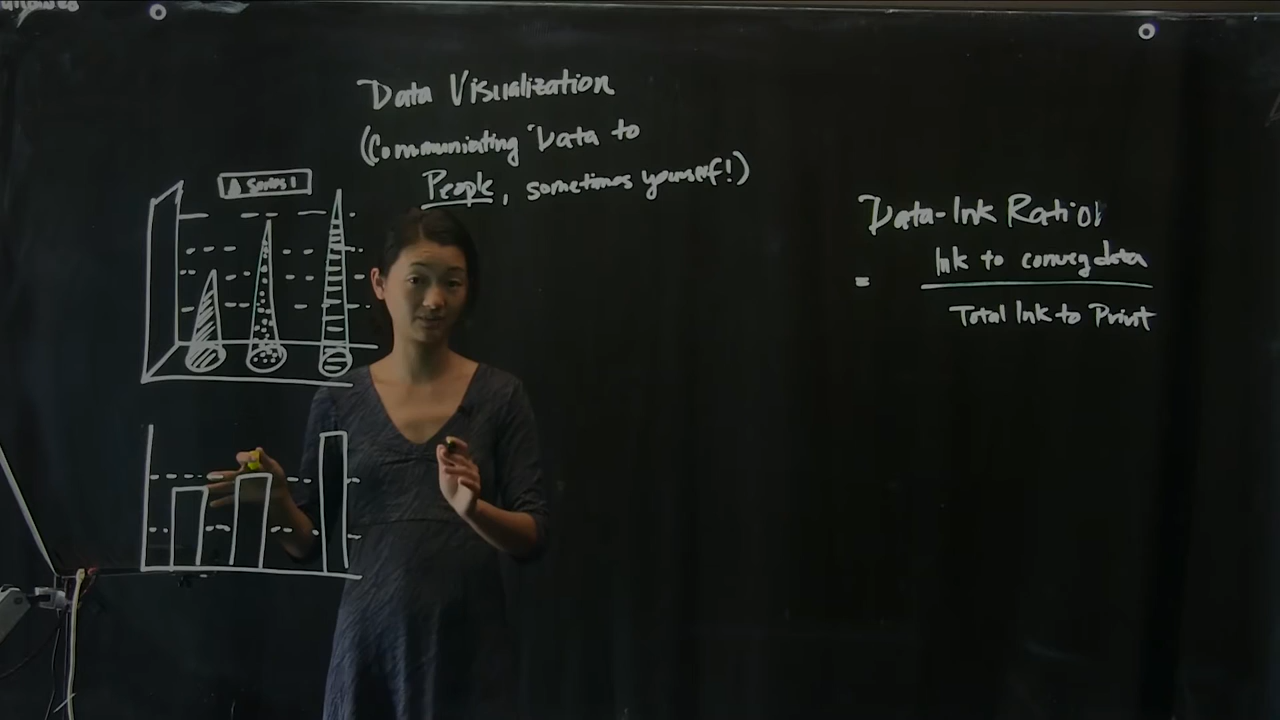 Data Visualization
(Communiating Data to
People, sometimes yourself!)
Series 1
Data-Ink Ratio
Ink to convey data
=
Total Ink to Print